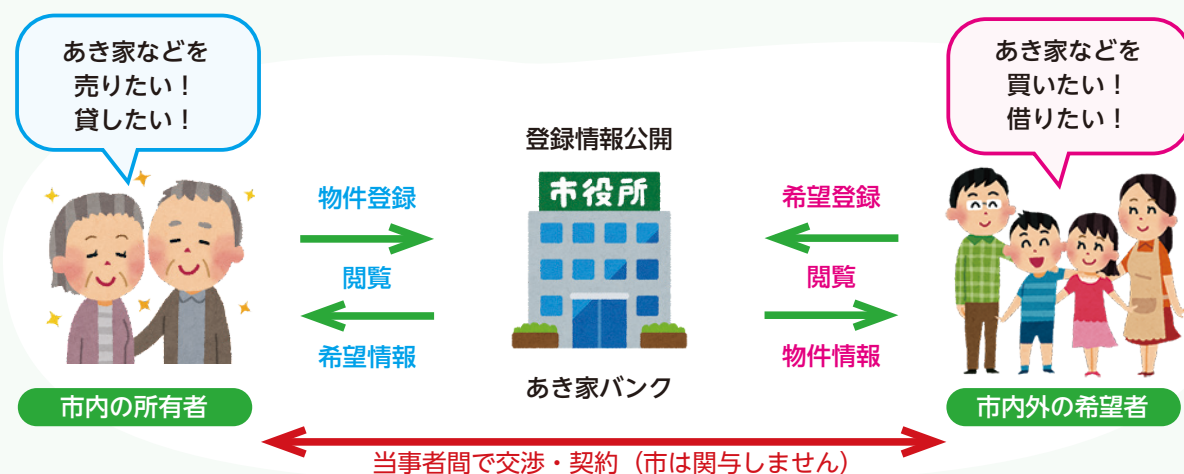 あき家などを
売りたい！
貸したい！
あき家などを
買いたい！
借りたい！
登録情報公開
市役所
物件登録
閲覧
希望情報
希望登録
閲覧
物件情報
あき家バンク
市内の所有者
市内外の希望者
当事者間で交渉・契約（市は関与しません）